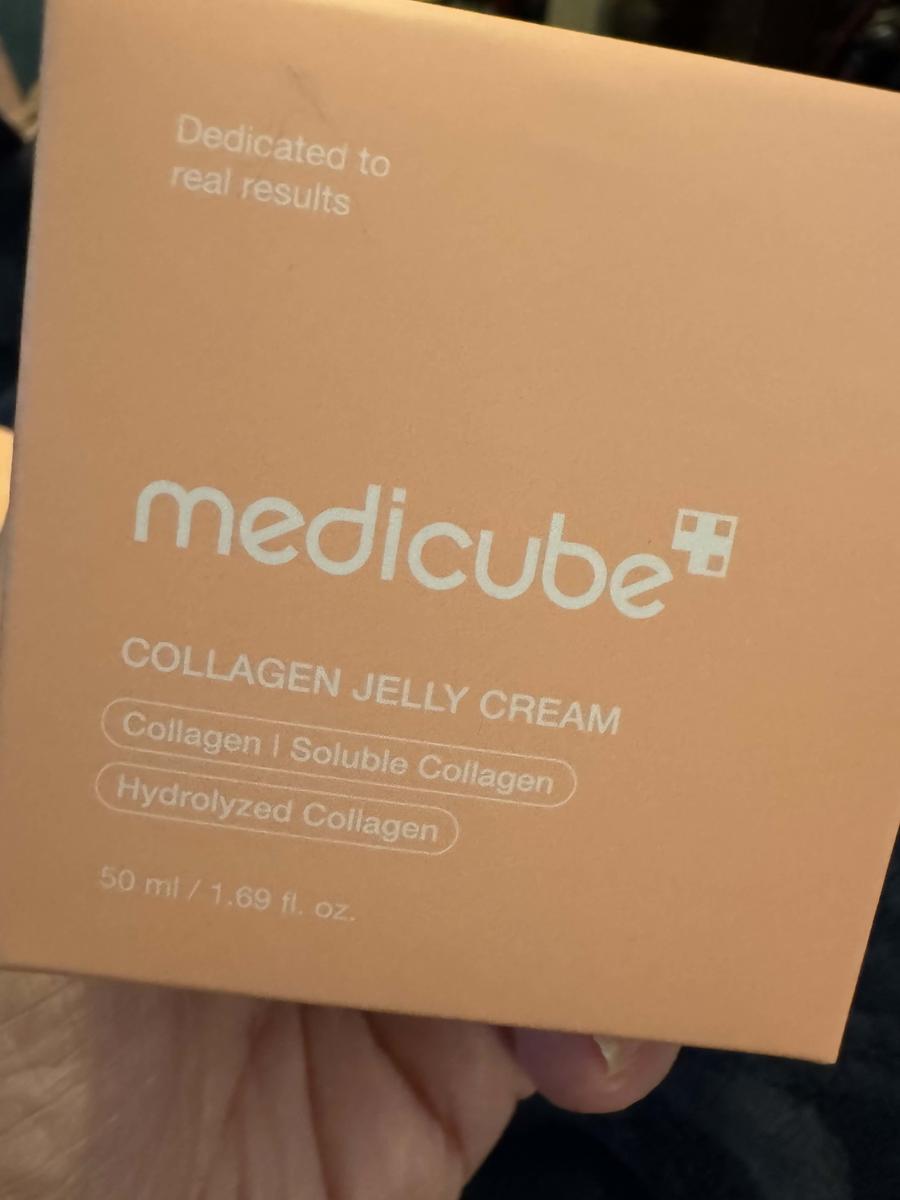 Dedicated to
real results
medicube
COLLAGEN JELLY CREAM
Collagen | Soluble Collagen
Hydrolyzed Collagen
50 ml / 1.69 fl. oz.